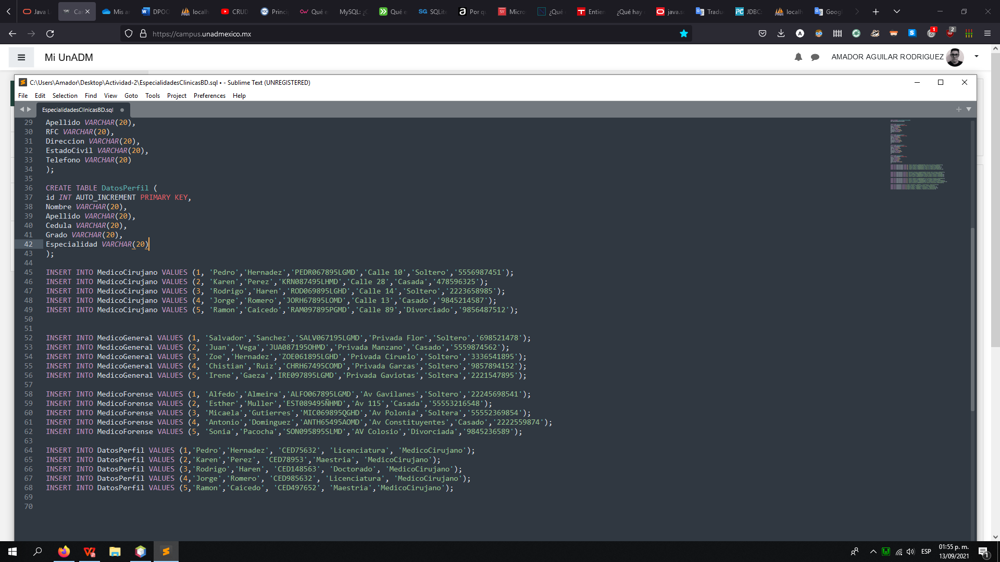 Java L
Car
Mis ar
DPOO
localh
CRUD
Princi
Qué e
MySQL: ¿Q
Qué e
SQLite
Por qu
Micro
¿Qué
Entien
¿Qué hay
java.s
Tradu
JDBC:
localh
Googl
https://campus.unadmexico.mx
1
2
Mi UnADM
AMADOR AGUILAR RODRIGUEZ
C:\Users\Amador\Desktop\Actividad-2\EspecialidadesClinicasBD.sql • - Sublime Text (UNREGISTERED)
File Edit Selection Find View Goto Tools Project Preferences Help
EspecialidadesClinicasBD.sql
29 Apellido VARCHAR(20),
30 RFC VARCHAR(20),
31 Direccion VARCHAR(20),
32 EstadoCivil VARCHAR(20),
33 Telefono VARCHAR(20)
34 );
35
36 CREATE TABLE DatosPerfil (
37 id INT AUTO_INCREMENT PRIMARY KEY,
38 Nombre VARCHAR(20),
39 Apellido VARCHAR(20),
40 Cedula VARCHAR(20),
41 Grado VARCHAR(20),
42 Especialidad VARCHAR(20)
43 );
44
45 INSERT INTO MedicoCirujano VALUES (1, 'Pedro','Hernadez','PEDR067895LGMD','Calle 10','Soltero','5556987451');
46 INSERT INTO MedicoCirujano VALUES (2, 'Karen','Perez','KRN087495LHMD','Calle 28','Casada','478596325');
47 INSERT INTO MedicoCirujano VALUES (3, 'Rodrigo','Haren','ROD069895LGHD','Calle 14','Soltero','2223658985');
48 INSERT INTO MedicoCirujano VALUES (4, 'Jorge','Romero','JORH67895LOMD','Calle 13','Casado','9845214587');
49 INSERT INTO MedicoCirujano VALUES (5, 'Ramon','Caicedo','RAM097895PGMD','Calle 89','Divorciado','9856487512');
50
51
52 INSERT INTO MedicoGeneral VALUES (1, 'Salvador','Sanchez','SALV067195LGMD','Privada Flor','Soltero','698521478');
53 INSERT INTO MedicoGeneral VALUES (2, 'Juan','Vega','JUA087195OHMD','Privada Manzano','Casado','5559874562');
54 INSERT INTO MedicoGeneral VALUES (3, 'Zoe','Hernadez','ZOE061895LGHD','Privada Ciruelo','Soltero','3336541895');
55 INSERT INTO MedicoGeneral VALUES (4, 'Chistian','Ruiz','CHRH67495COMD','Privada Garzas','Soltero','9857894152');
56 INSERT INTO MedicoGeneral VALUES (5, 'Irene','Gaeza','IRE097895LGMD','Privada Gaviotas','Soltera','2221547895');
57
58 INSERT INTO MedicoForense VALUES (1, 'Alfedo','Almeira','ALFO067895LGMD','Av Gavilanes','Soltero','22245698541');
59 INSERT INTO MedicoForense VALUES (2, 'Esther','Muller','EST089495ÑHMD','Av 115','Casada','55553216548');
60 INSERT INTO MedicoForense VALUES (3, 'Micaela','Gutierres','MIC069895QGHD','Av Polonia','Soltera','55552369854');
61 INSERT INTO MedicoForense VALUES (4, 'Antonio','Dominguez','ANTH65495AOMD','Av Constituyentes','Casado','2222559874');
62 INSERT INTO MedicoForense VALUES (5, 'Sonia','Pacocha','SON095895SLMD','AV Colosio','Divorciada','9845236589');
63
64 INSERT INTO DatosPerfil VALUES (1,'Pedro','Hernadez', 'CED75632', 'Licenciatura', 'MedicoCirujano');
65 INSERT INTO DatosPerfil VALUES (2,'Karen','Perez', 'CED78953','Maestria', 'MedicoCirujano');
66 INSERT INTO DatosPerfil VALUES (3,'Rodrigo','Haren', 'CED148563', 'Doctorado', 'MedicoCirujano');
67 INSERT INTO DatosPerfil VALUES (4,'Jorge','Romero', 'CED985632', 'Licenciatura', 'MedicoCirujano');
68 INSERT INTO DatosPerfil VALUES (5,'Ramon','Caicedo', 'CED497652', 'Maestria','MedicoCirujano');
69
70
ESP
01:55 p. m.
13/09/2021
1